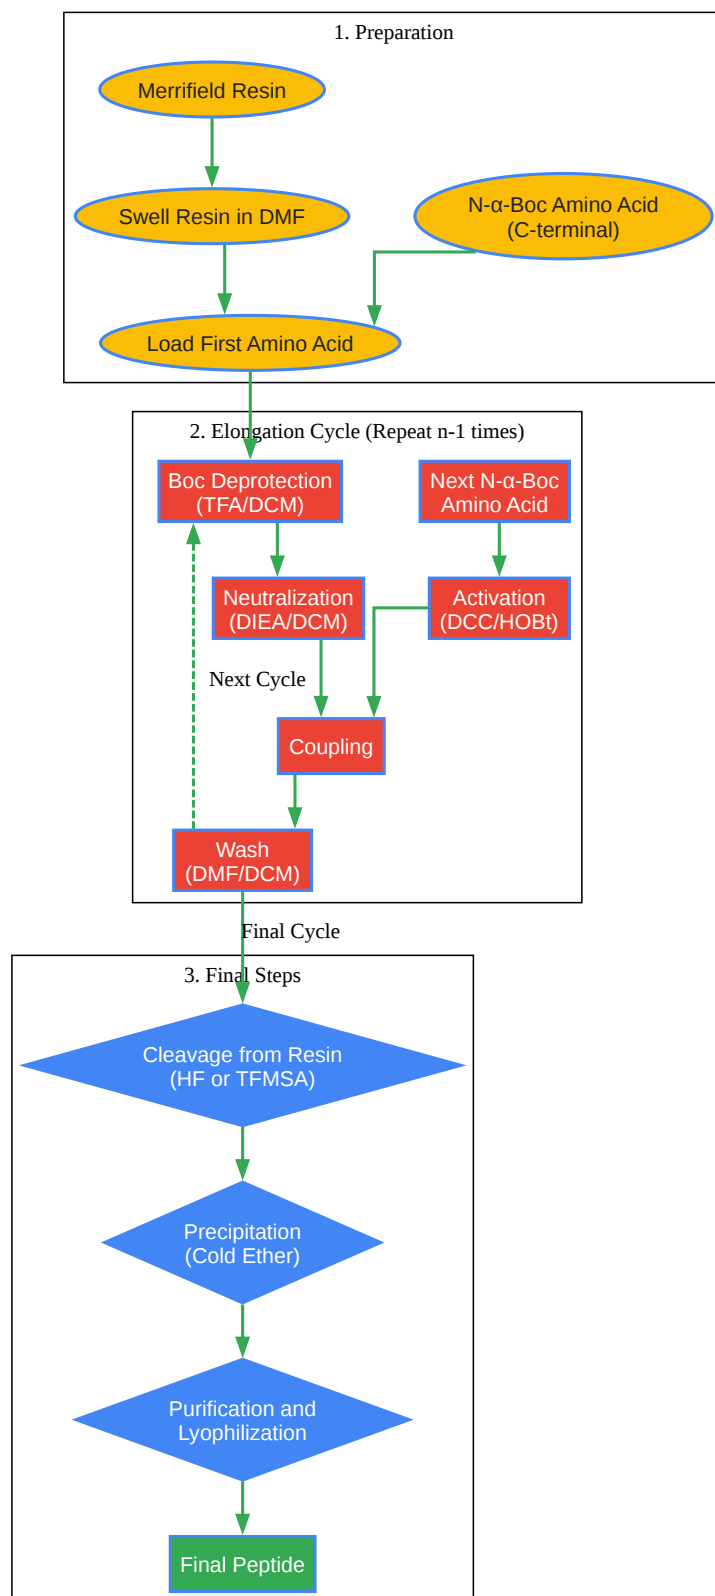 1. Preparation
Merrifield Resin
Swell Resin in DMF
N-α-Boc Amino Acid
(C-terminal)
Load First Amino Acid
2. Elongation Cycle (Repeat n-1 times)
Boc Deprotection
(TFA/DCM)
Next N-α-Boc
Amino Acid
Neutralization
(DIEA/DCM)
Activation
(DCC/HOBt)
Next Cycle
Coupling
Wash
(DMF/DCM)
Final Cycle
3. Final Steps
Cleavage from Resin
(HF or TFMSA)
Precipitation
(Cold Ether)
Purification and
Lyophilization
Final Peptide